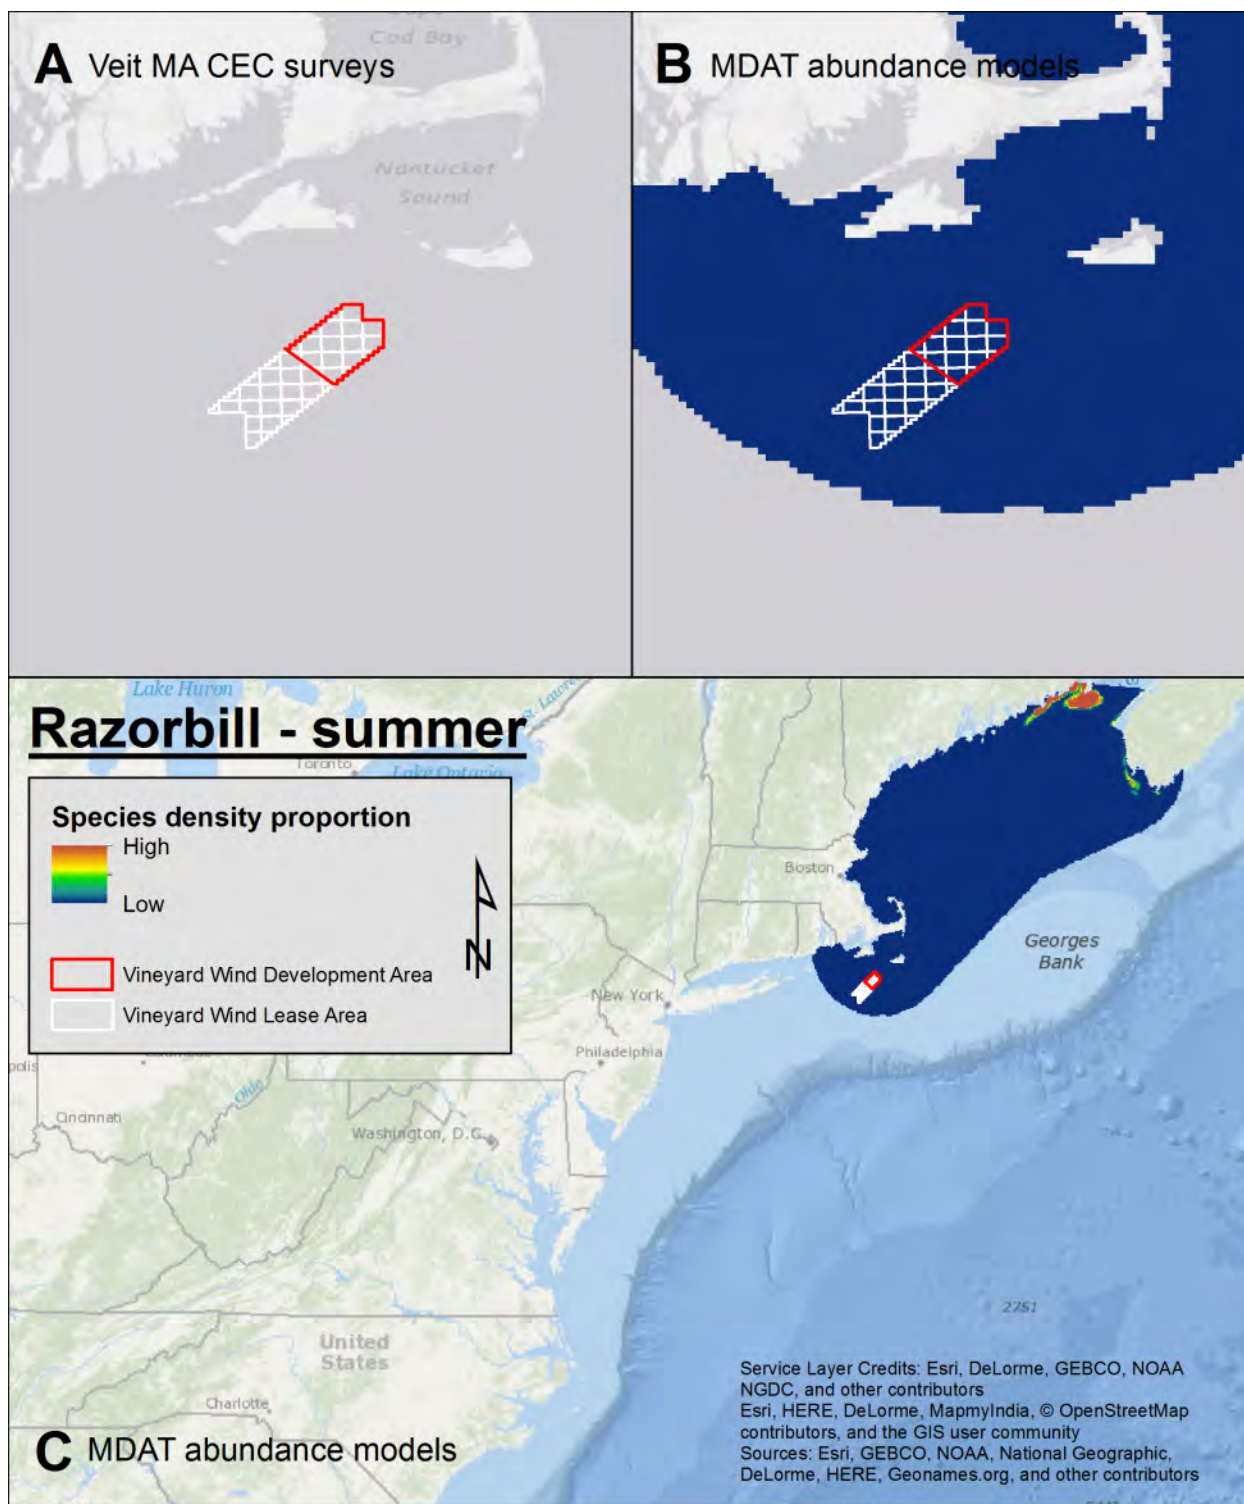 Cape
Cod Bay
A Veit MA CEC surveys
Nantucket
Sound
B MDAT abundance models
Lake Huron
St. Lawre
Razorbill - summer
Toronto
Lake Ontario
Species density proportion
High
Low
N
Vineyard Wind Development Area
Vineyard Wind Lease Area
Boston
Georges
Bank
New York
Philadelphia
polis
Ohio
Cincinnati
Washington, D.C.
2751
United
States
Charlotte
Service Layer Credits: Esri, DeLorme, GEBCO, NOAA
NGDC, and other contributors
Esri, HERE, DeLorme, MapmyIndia, © OpenStreetMap
contributors, and the GIS user community
Sources: Esri, GEBCO, NOAA, National Geographic,
DeLorme, HERE, Geonames.org, and other contributors
C MDAT abundance models